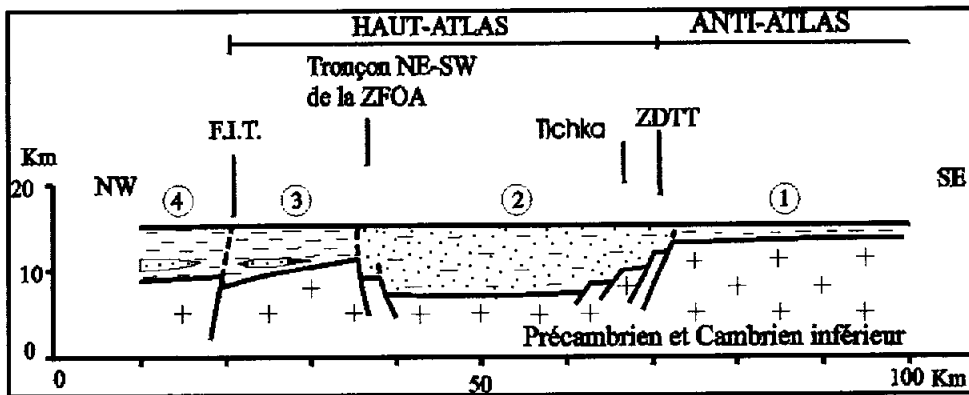 HAUT-ATLAS
ANTI-ATLAS
Tronçon NE-SW
de la ZFOA
F.I.T.
Tichka
ZDTT
Km
20
NW
SE
4
3
2
1
10
Précambrien et Cambrien inférieur
0
0
50
100 Km